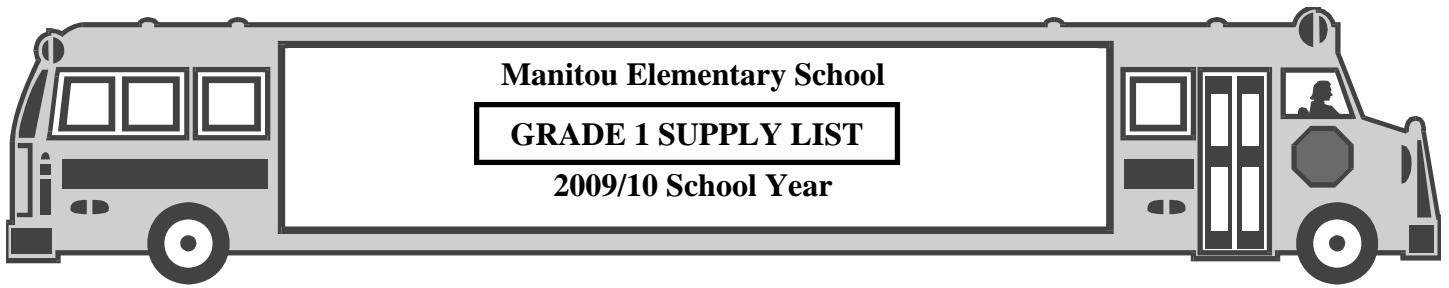 Manitou Elementary School
GRADE 1 SUPPLY LIST
2009/10 School Year